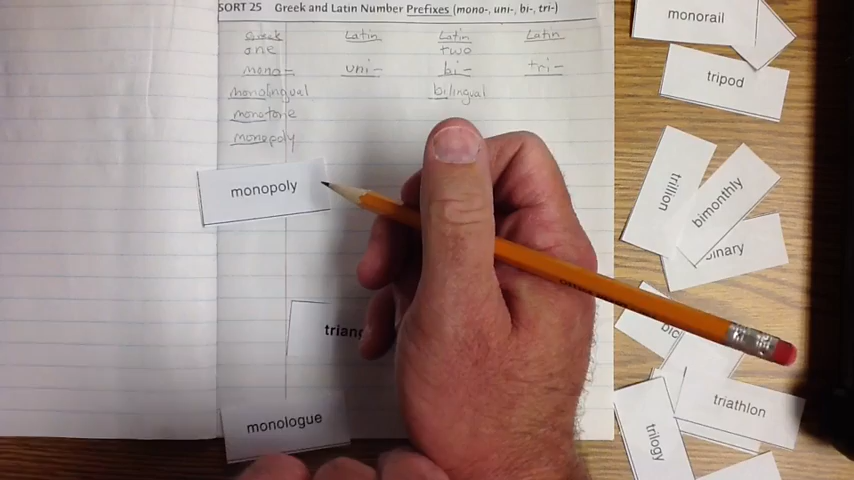 SORT 25 Greek and Latin Number Prefixes (mono-, uni-, bi-, tri-)
Greek Latin Latin Latin
one two
mono- uni- bi- tri-
monolingual bilingual
monotone
monopoly
monopoly
monologue
monorail
tripod
trillion
bimonthly
triathlon
trilogy